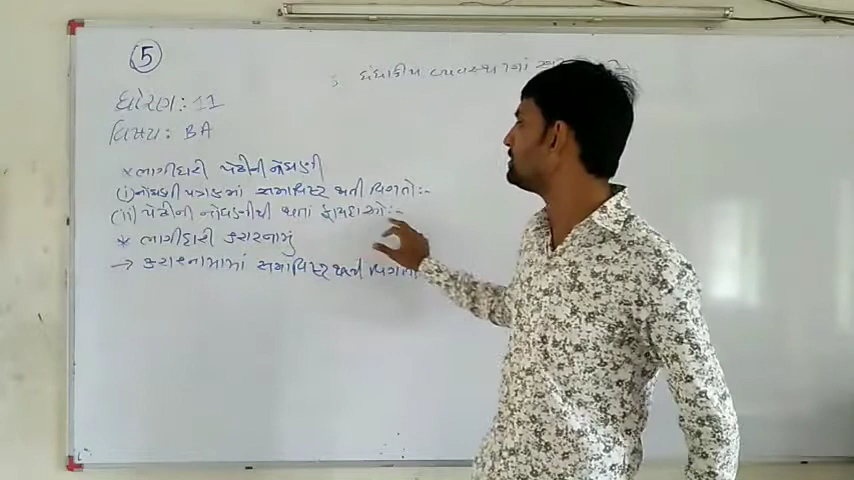 5
ધંધાકીય વ્યવસ્થાનાં
ધોરણ : 11
વિષય : BA
* ભાગીદારી પેઢીની નોંધણી
(i) નોંધણી પત્રકમાં સમાવિષ્ટ થતી વિગતો :-
(ii) પેઢીની નોંધણીથી થતાં ફાયદાઓ :-
* ભાગીદારી કરારનામું
→ કરારનામામાં સમાવિષ્ટ થતી વિગતો